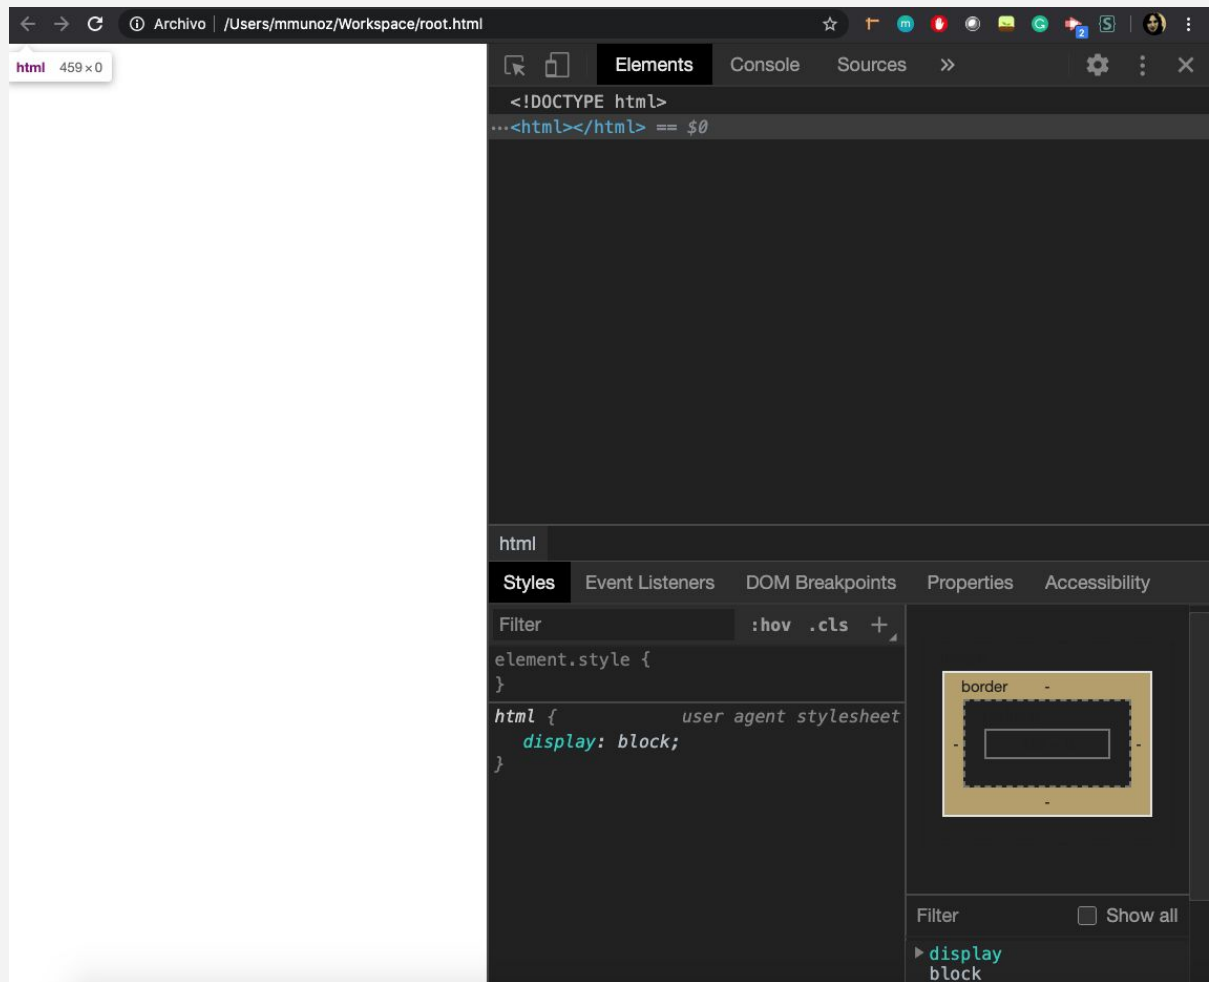 Archivo | /Users/mmunoz/Workspace/root.html
m
G
2
S
html 459×0
Elements Console Sources »
<!DOCTYPE html>
…<html></html> == $0
html
Styles Event Listeners DOM Breakpoints Properties Accessibility
Filter :hov .cls +
element.style {
}
html { user agent stylesheet
display: block;
}
border -
- -
-
Filter Show all
display
block